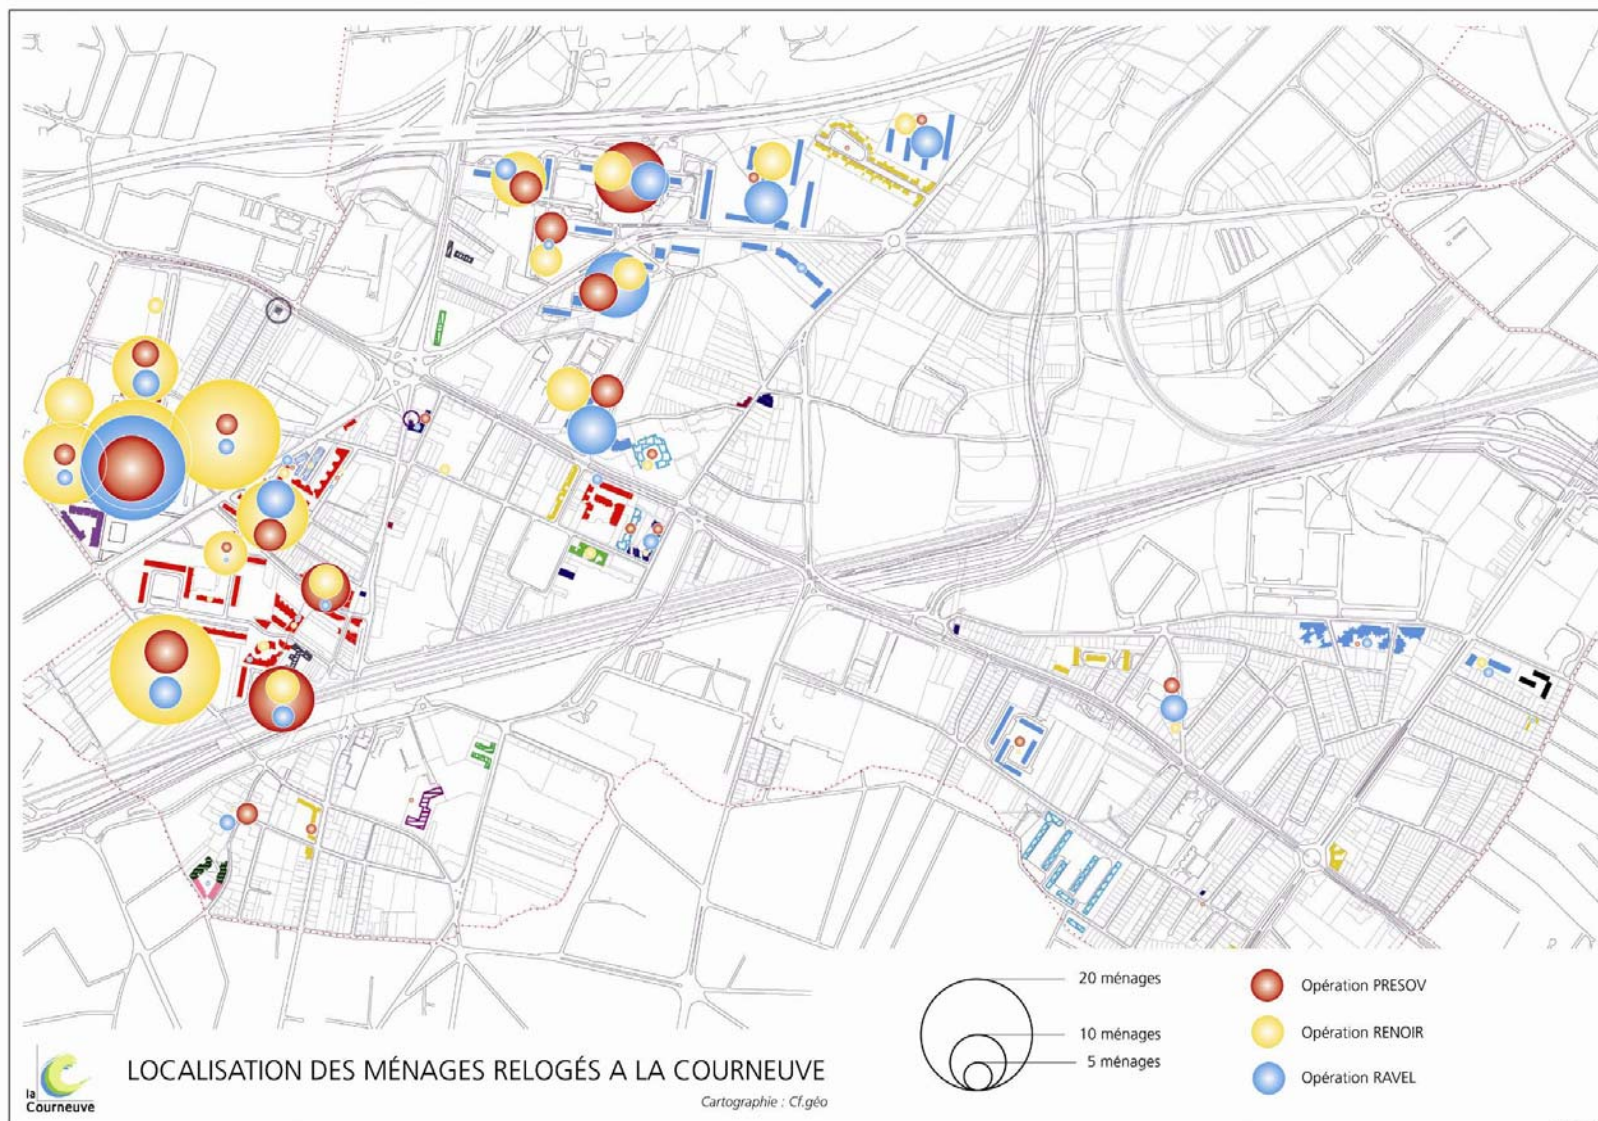 20 ménages
10 ménages
5 ménages
Opération PRESOV
Opération RENOIR
Opération RAVEL
la
Courneuve
LOCALISATION DES MÉNAGES RELOGÉS A LA COURNEUVE
Cartographie : Cf.géo